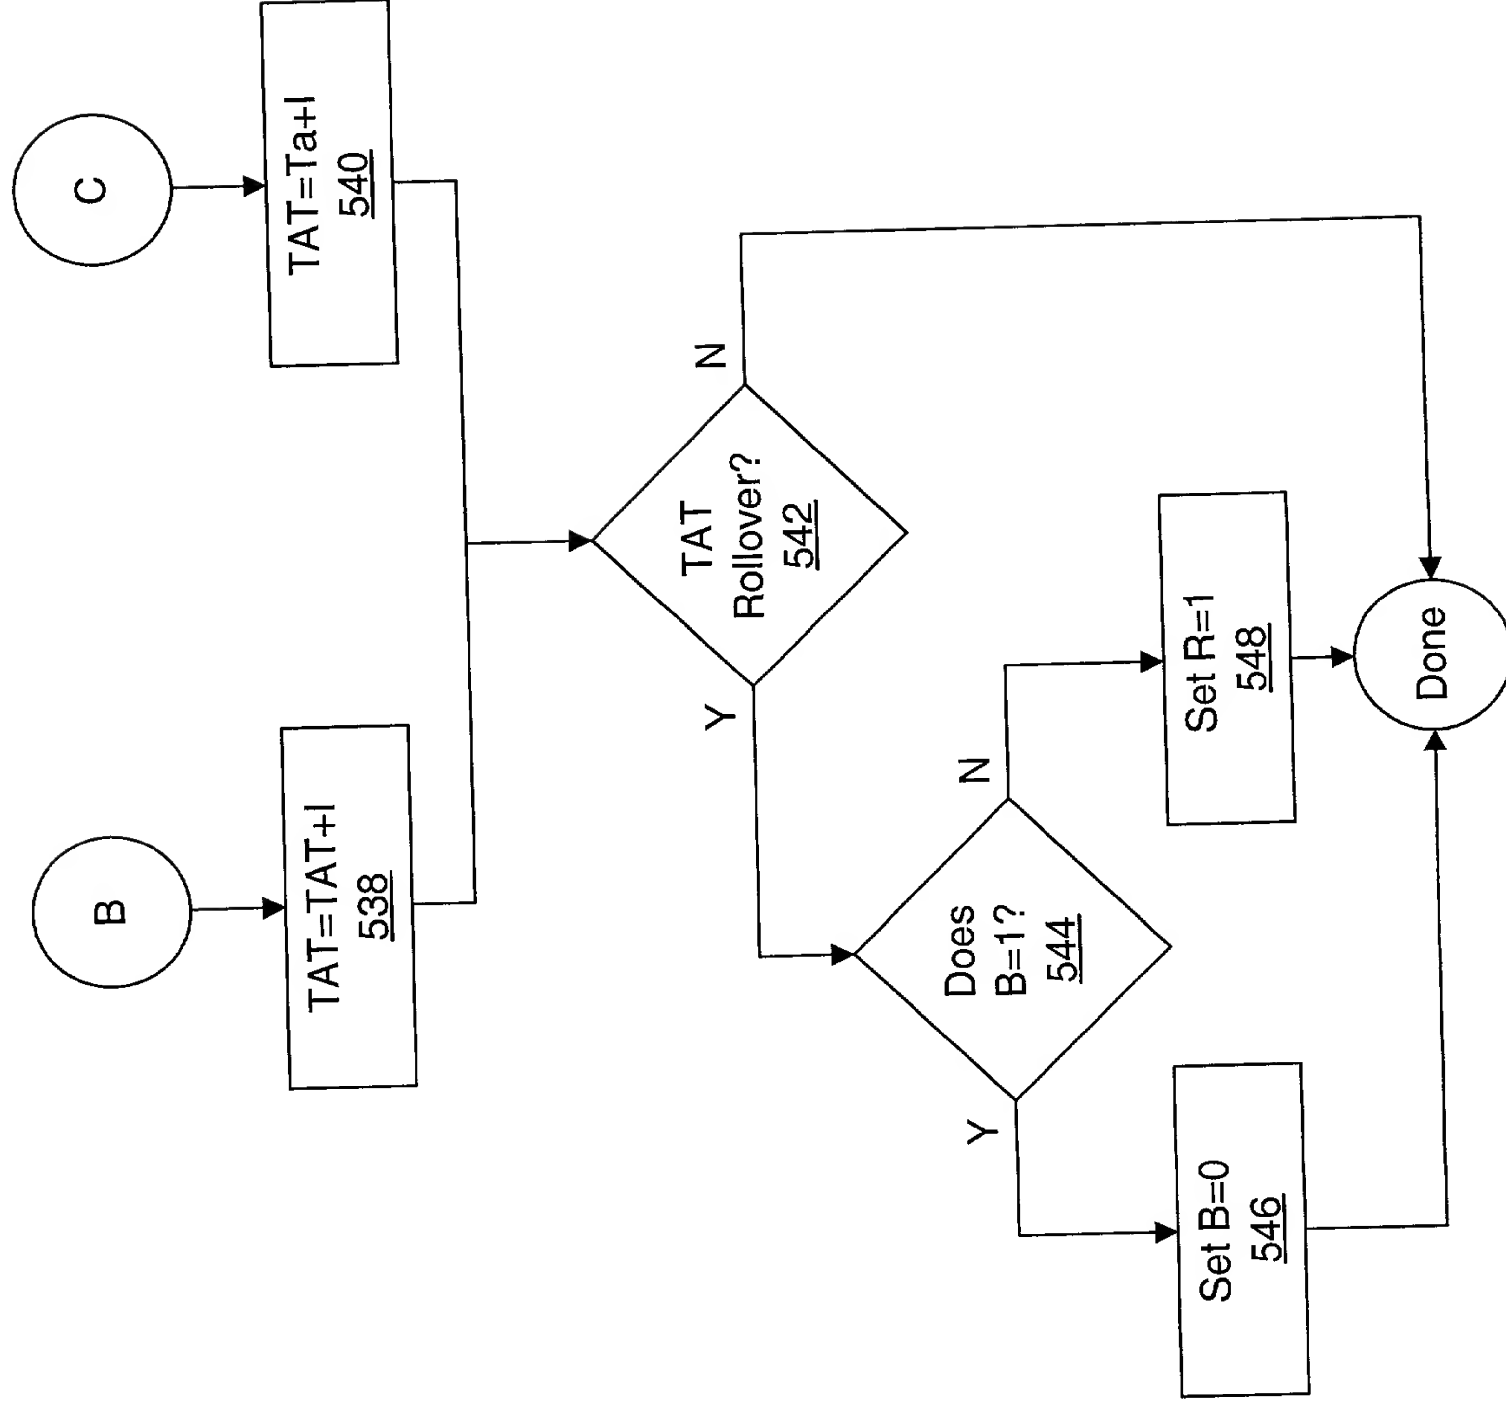 B
C
TAT=TAT+I
538
TAT=Ta+I
540
TAT
Rollover?
542
Y
N
Does
B=1?
544
Y
N
Set B=0
546
Set R=1
548
Done